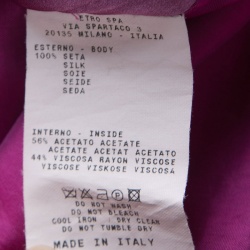 ETRO SPA
VIA SPARTACO 3
20135 MILANO - ITALIA
ESTERNO - BODY
100% SETA
SILK
SOIE
SEIDE
SEDA
INTERNO - INSIDE
56% ACETATO ACETATE
ACETATE ACETAT ACETATO
44% VISCOSA RAYON VISCOSE
VISCOSE VISKOSE VISCOSA
DO NOT WASH
DO NOT BLEACH
COOL IRON : DRY CLEAN
DO NOT TUMBLE DRY
MADE IN ITALY